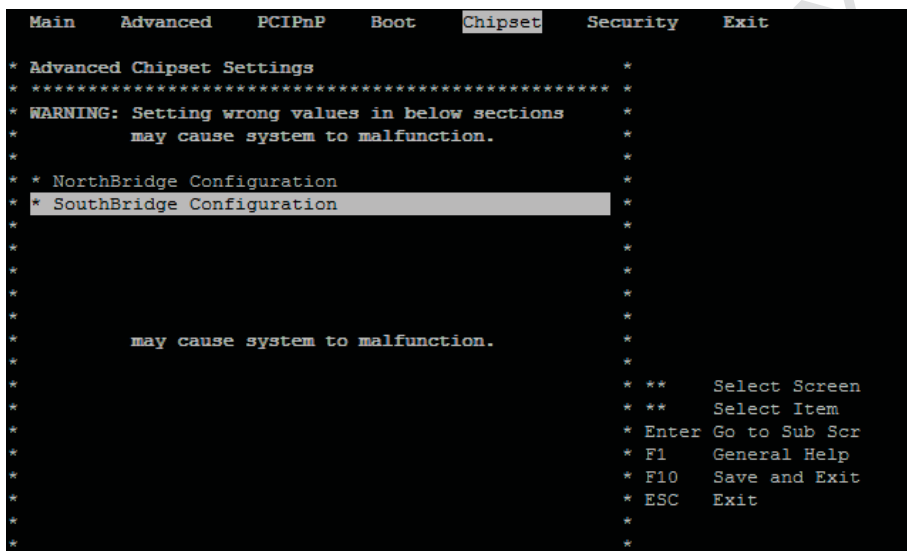 Main Advanced PCIPnP Boot Chipset Security Exit
* Advanced Chipset Settings *
* *************************************************** *
* WARNING: Setting wrong values in below sections *
* may cause system to malfunction. *
* *
* * NorthBridge Configuration *
* * SouthBridge Configuration *
* *
* *
* *
* *
* *
* may cause system to malfunction. *
* *
* * ** Select Screen
* * ** Select Item
* * Enter Go to Sub Scr
* * F1 General Help
* * F10 Save and Exit
* * ESC Exit
* *
* *